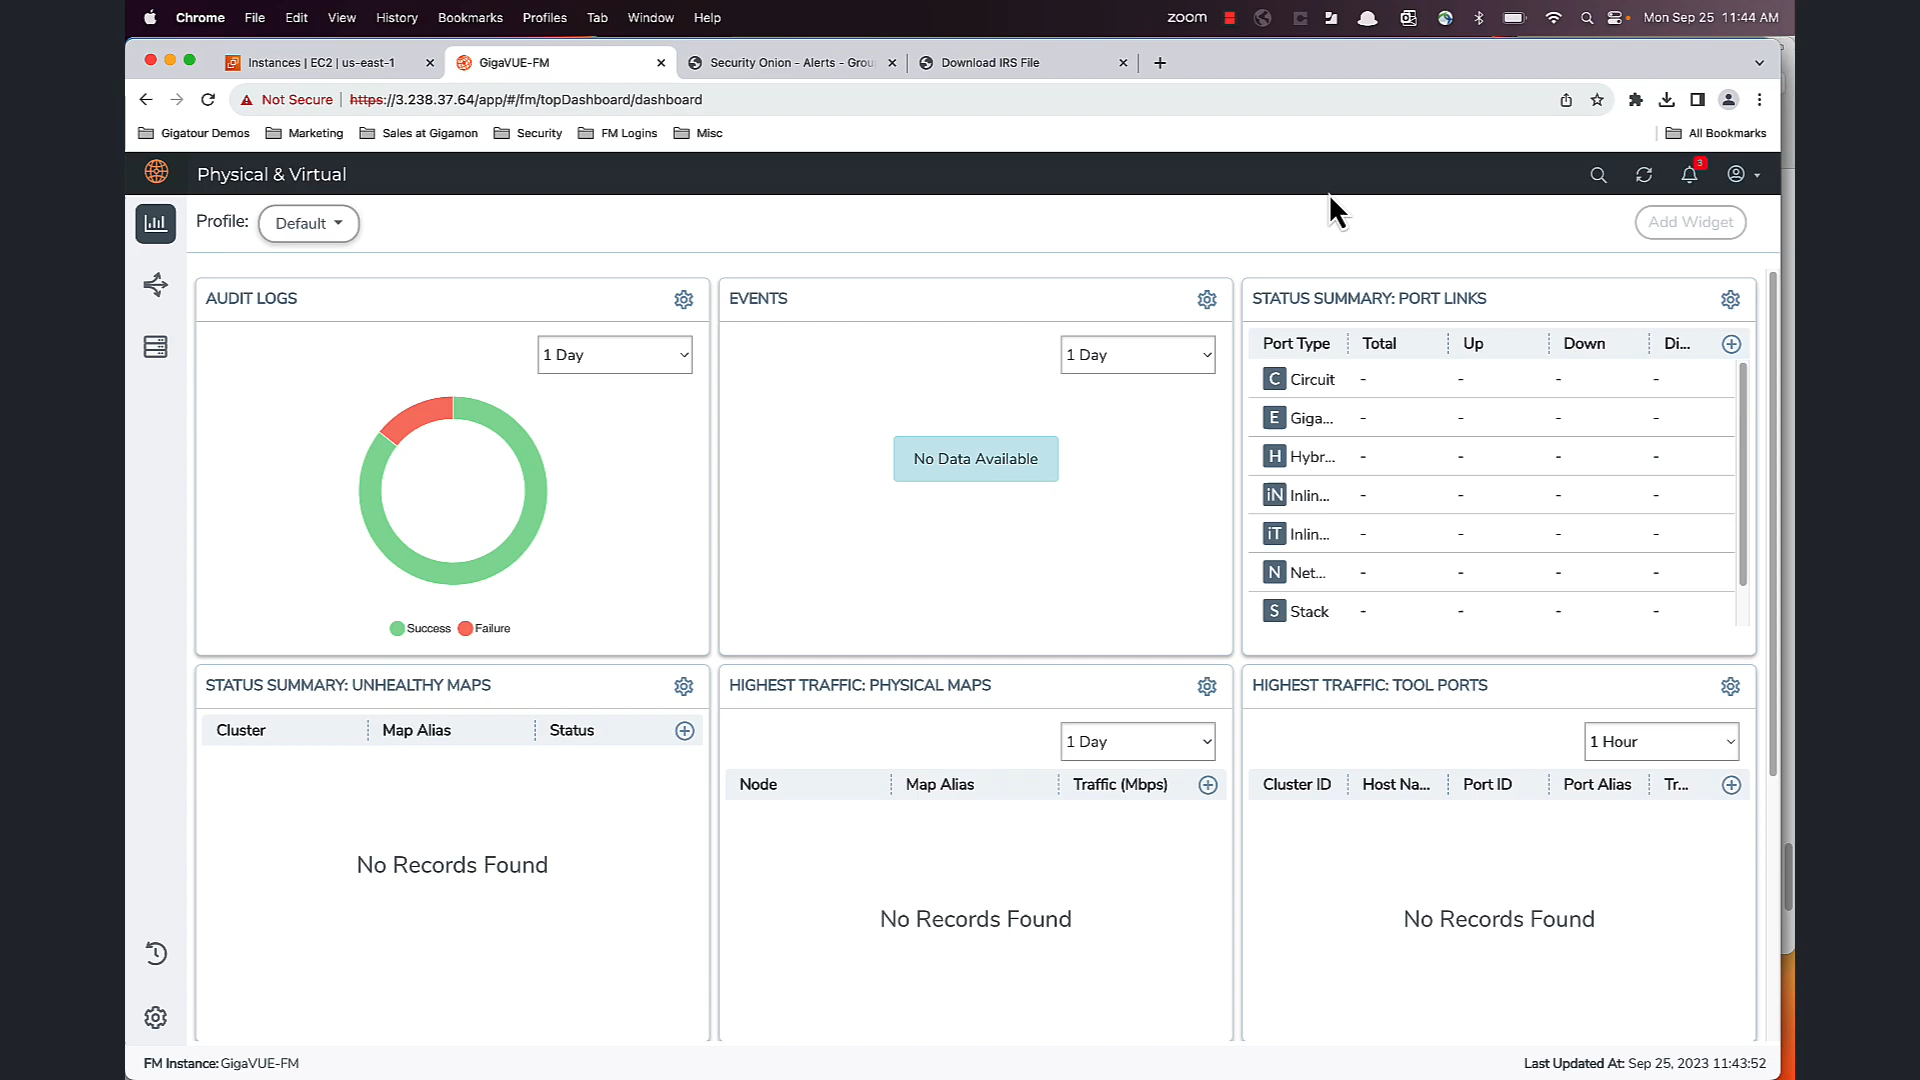 Chrome File Edit View History Bookmarks Profiles Tab Window Help zoom Mon Sep 25 11:44 AM
Instances | EC2 | us-east-1 GigaVUE-FM Security Onion - Alerts - Grou Download IRS File
Not Secure https://3.238.37.64/app/#/fm/topDashboard/dashboard
Gigatour Demos Marketing Sales at Gigamon Security FM Logins Misc All Bookmarks
Physical & Virtual 3
Profile: Default Add Widget
AUDIT LOGS
1 Day
Success Failure
EVENTS
1 Day
No Data Available
STATUS SUMMARY: PORT LINKS
Port Type Total Up Down Di...
C Circuit - - - -
E Giga... - - - -
H Hybr... - - - -
iN Inlin... - - - -
iT Inlin... - - - -
N Net... - - - -
S Stack - - - -
STATUS SUMMARY: UNHEALTHY MAPS
Cluster Map Alias Status
No Records Found
HIGHEST TRAFFIC: PHYSICAL MAPS
1 Day
Node Map Alias Traffic (Mbps)
No Records Found
HIGHEST TRAFFIC: TOOL PORTS
1 Hour
Cluster ID Host Na... Port ID Port Alias Tr...
No Records Found
FM Instance: GigaVUE-FM Last Updated At: Sep 25, 2023 11:43:52